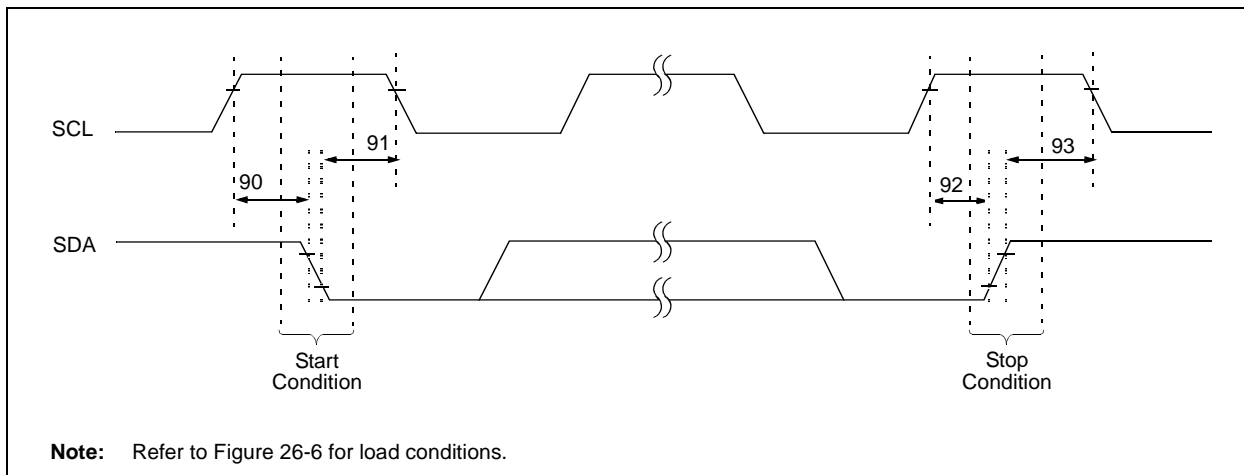 SCL
91
93
90
92
SDA
Start
Condition
Stop
Condition
Note: Refer to Figure 26-6 for load conditions.